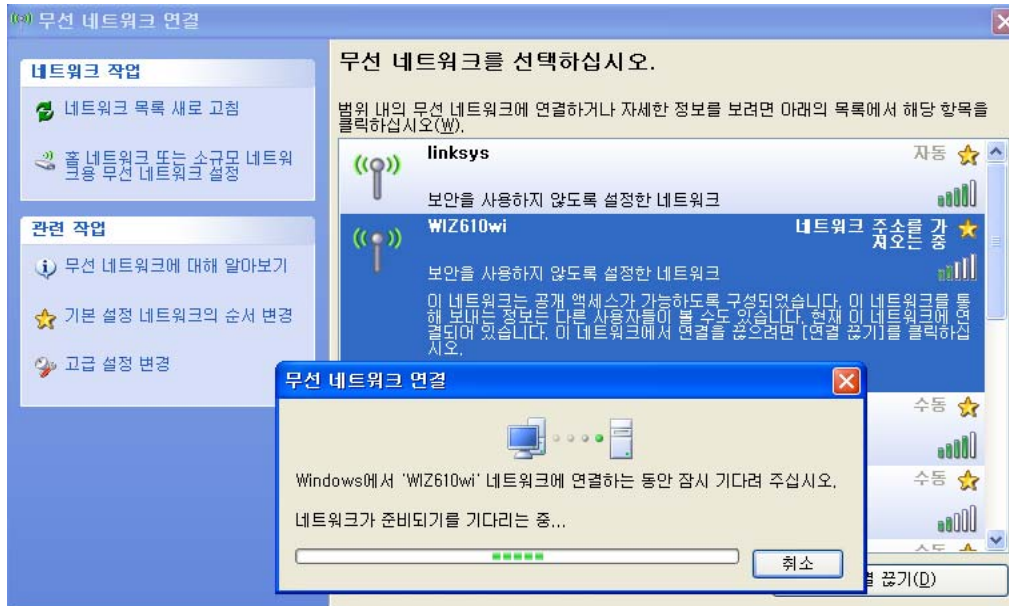 무선 네트워크 연결
네트워크 작업
네트워크 목록 새로 고침
홈 네트워크 또는 소규모 네트워
크용 무선 네트워크 설정
관련 작업
무선 네트워크에 대해 알아보기
기본 설정 네트워크의 순서 변경
고급 설정 변경
무선 네트워크를 선택하십시오.
범위 내의 무선 네트워크에 연결하거나 자세한 정보를 보려면 아래의 목록에서 해당 항목을
클릭하십시오(W).
linksys
자동
보안을 사용하지 않도록 설정한 네트워크
WIZ610wi
네트워크 주소를 가
져오는 중
보안을 사용하지 않도록 설정한 네트워크
이 네트워크는 공개 액세스가 가능하도록 구성되었습니다. 이 네트워크를 통
해 보내는 정보는 다른 사용자들이 볼 수도 있습니다. 현재 이 네트워크에 연
결되어 있습니다. 이 네트워크에서 연결을 끊으려면 [연결 끊기]를 클릭하십
시오.
수동
수동
무선 네트워크 연결
Windows에서 'WIZ610wi' 네트워크에 연결하는 동안 잠시 기다려 주십시오.
네트워크가 준비되기를 기다리는 중...
취소
끊기(D)